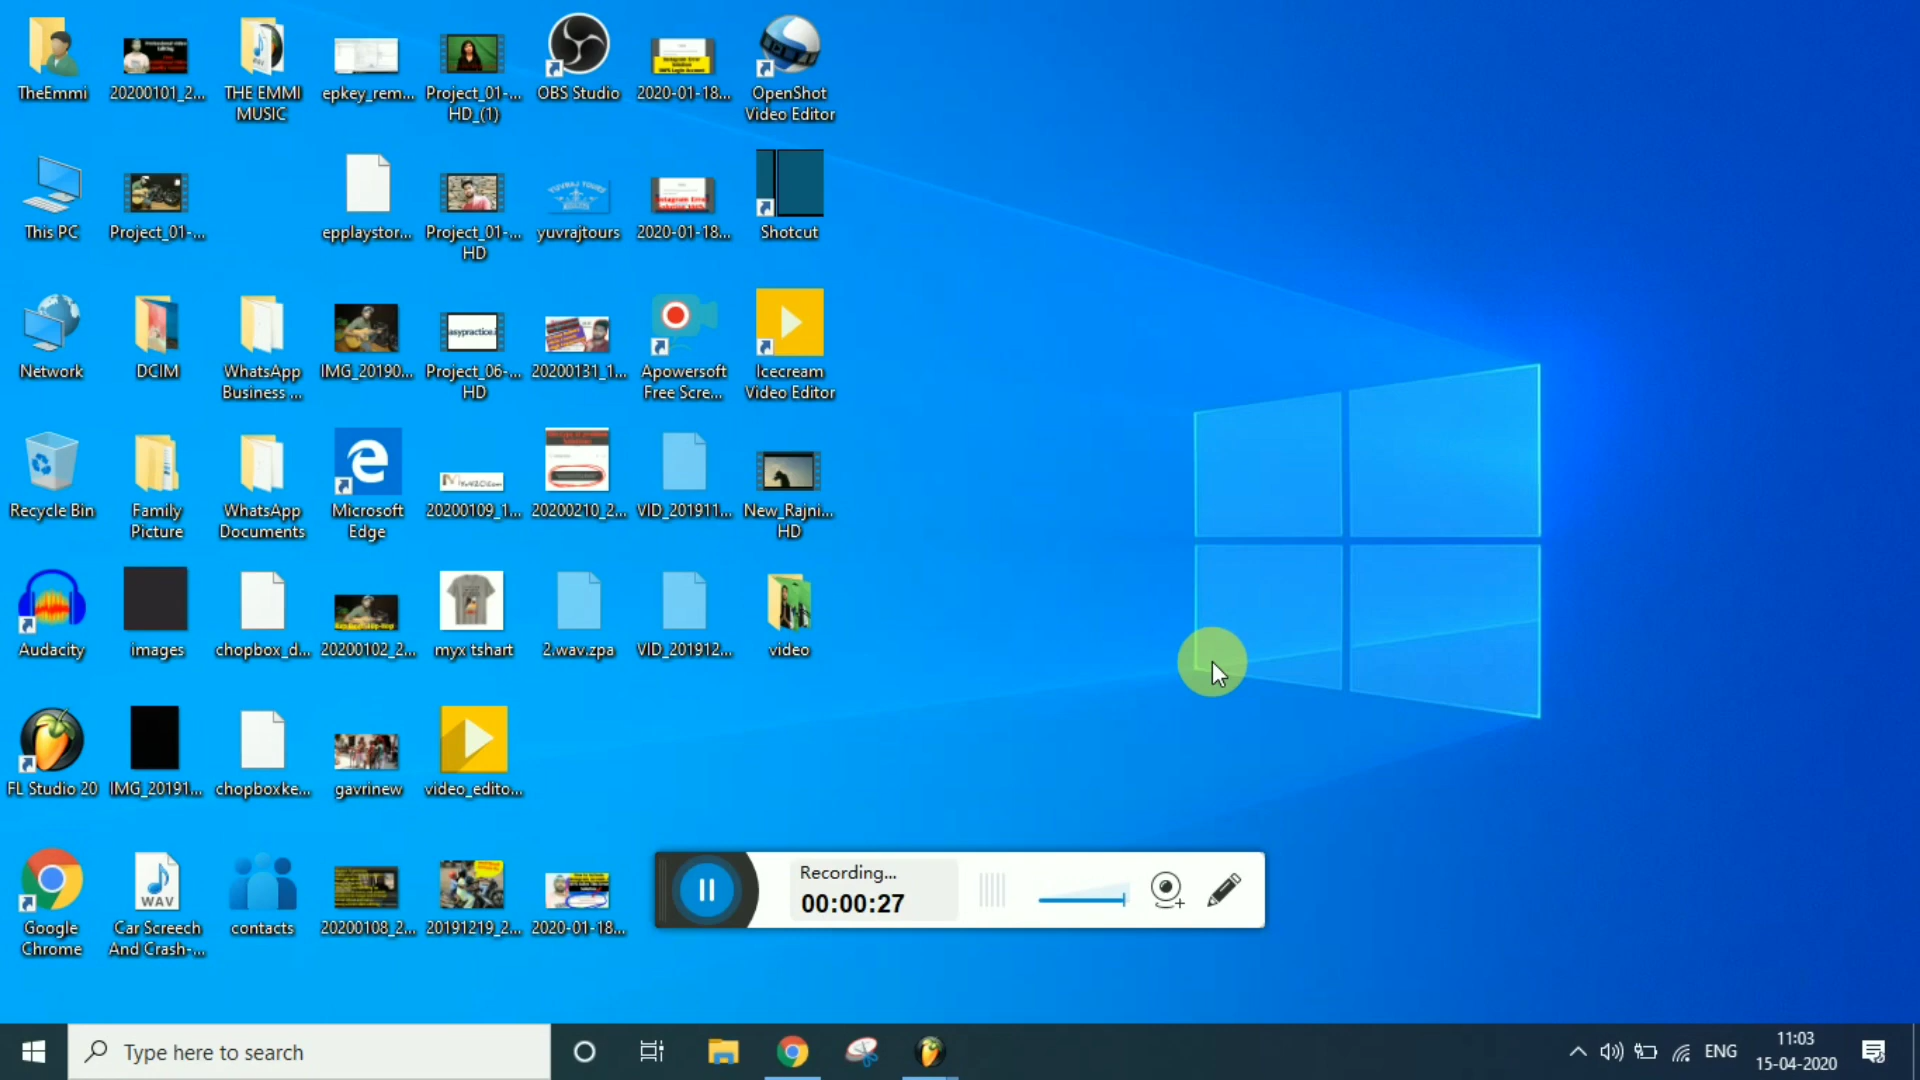 TheEmmi
20200101_2...
THE EMMI
MUSIC
epkey_rem...
Project_01-...
HD_(1)
OBS Studio
2020-01-18...
OpenShot
Video Editor
This PC
Project_01-...
epplaystor...
Project_01-...
HD
yuvrajtours
2020-01-18...
Shotcut
Network
DCIM
WhatsApp
Business ...
IMG_20190...
Project_06-...
HD
20200131_1...
Apowersoft
Free Scre...
Icecream
Video Editor
Recycle Bin
Family
Picture
WhatsApp
Documents
Microsoft
Edge
20200109_1...
20200210_2...
VID_201911...
New_Rajni...
HD
Audacity
images
chopbox_d...
20200102_2...
myx tshart
2.wav.zpa
VID_201912...
video
FL Studio 20
IMG_20191...
chopboxke...
gavrinew
video_edito...
Google
Chrome
WAV
Car Screech
And Crash-...
contacts
20200108_2...
20191219_2...
2020-01-18...
Recording...
00:00:27
Type here to search
ENG
11:03
15-04-2020